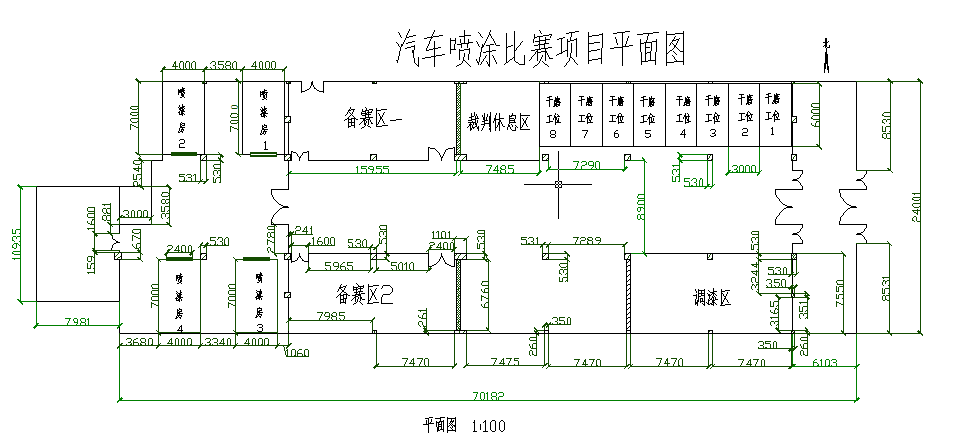 汽车喷涂比赛项目平面图
北
4000 3580 4000
7000 喷漆房2 7000 喷漆房1
备赛区一
裁判休息区
干磨工位8 干磨工位7 干磨工位6 干磨工位5 干磨工位4 干磨工位3 干磨工位2 干磨工位1
6000 8530
2540 531 530 15955 7485 7290 531 530 3000
24001
10935 1600 881 3000 3580
8900
159 670 2780 241 1600 530 530 1101 2400 530 531 7289 530
2400 530 5965 5010 530 530
7000 喷漆房4 7000 喷漆房3
备赛区2
6760 261
调漆区
3244 350 3165 351 7550 8531
7981 7985 350 260 350 260
3680 4000 3340 4000 1060 7470 7475 7470 7470 7470 6103
70182
平面图 1:100